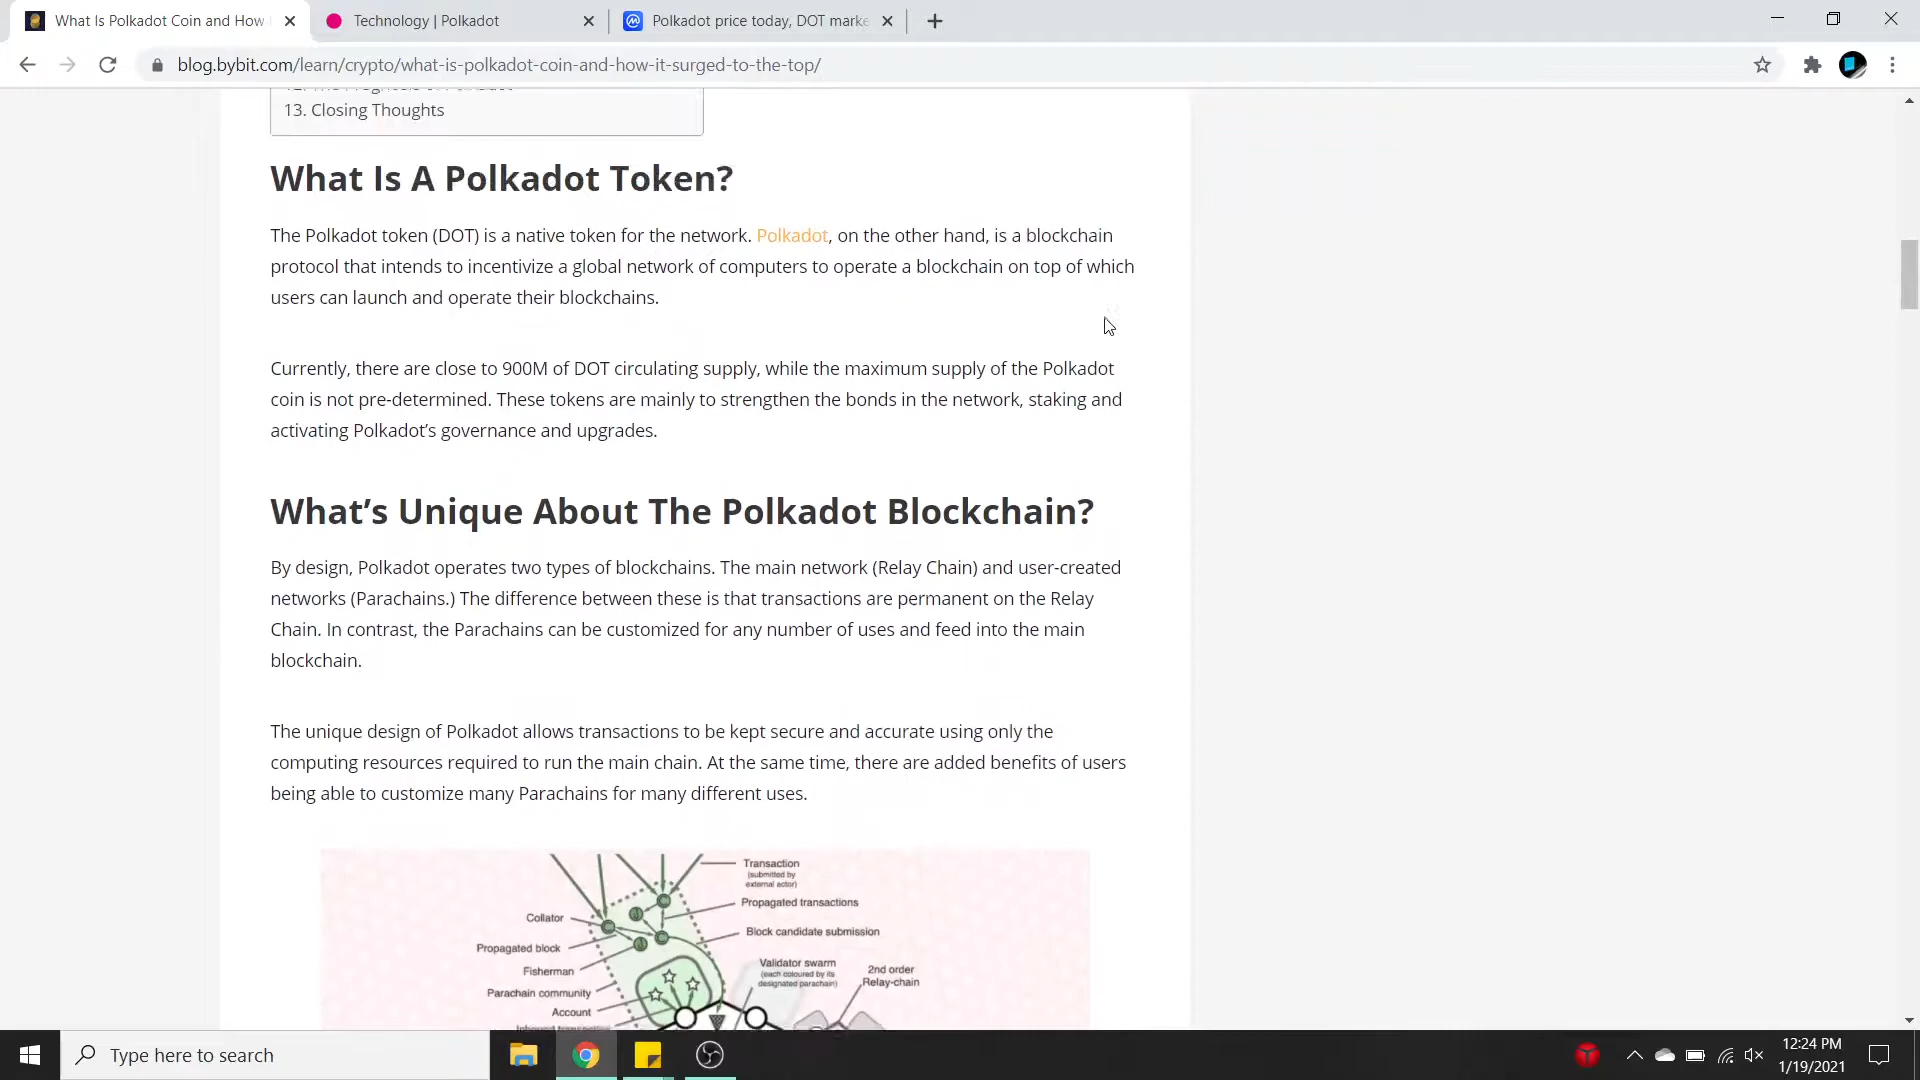 What Is Polkadot Coin and How
Technology | Polkadot
Polkadot price today, DOT marke
blog.bybit.com/learn/crypto/what-is-polkadot-coin-and-how-it-surged-to-the-top/
13. Closing Thoughts
What Is A Polkadot Token?
The Polkadot token (DOT) is a native token for the network. Polkadot, on the other hand, is a blockchain
protocol that intends to incentivize a global network of computers to operate a blockchain on top of which
users can launch and operate their blockchains.
Currently, there are close to 900M of DOT circulating supply, while the maximum supply of the Polkadot
coin is not pre-determined. These tokens are mainly to strengthen the bonds in the network, staking and
activating Polkadot’s governance and upgrades.
What’s Unique About The Polkadot Blockchain?
By design, Polkadot operates two types of blockchains. The main network (Relay Chain) and user-created
networks (Parachains.) The difference between these is that transactions are permanent on the Relay
Chain. In contrast, the Parachains can be customized for any number of uses and feed into the main
blockchain.
The unique design of Polkadot allows transactions to be kept secure and accurate using only the
computing resources required to run the main chain. At the same time, there are added benefits of users
being able to customize many Parachains for many different uses.
Transaction
(submitted by
external actor)
Propagated transactions
Collator
Block candidate submission
Propagated block
Validator swarm
(each coloured by its
designated parachain)
2nd order
Relay-chain
Fisherman
Parachain community
Account
Type here to search
12:24 PM
1/19/2021